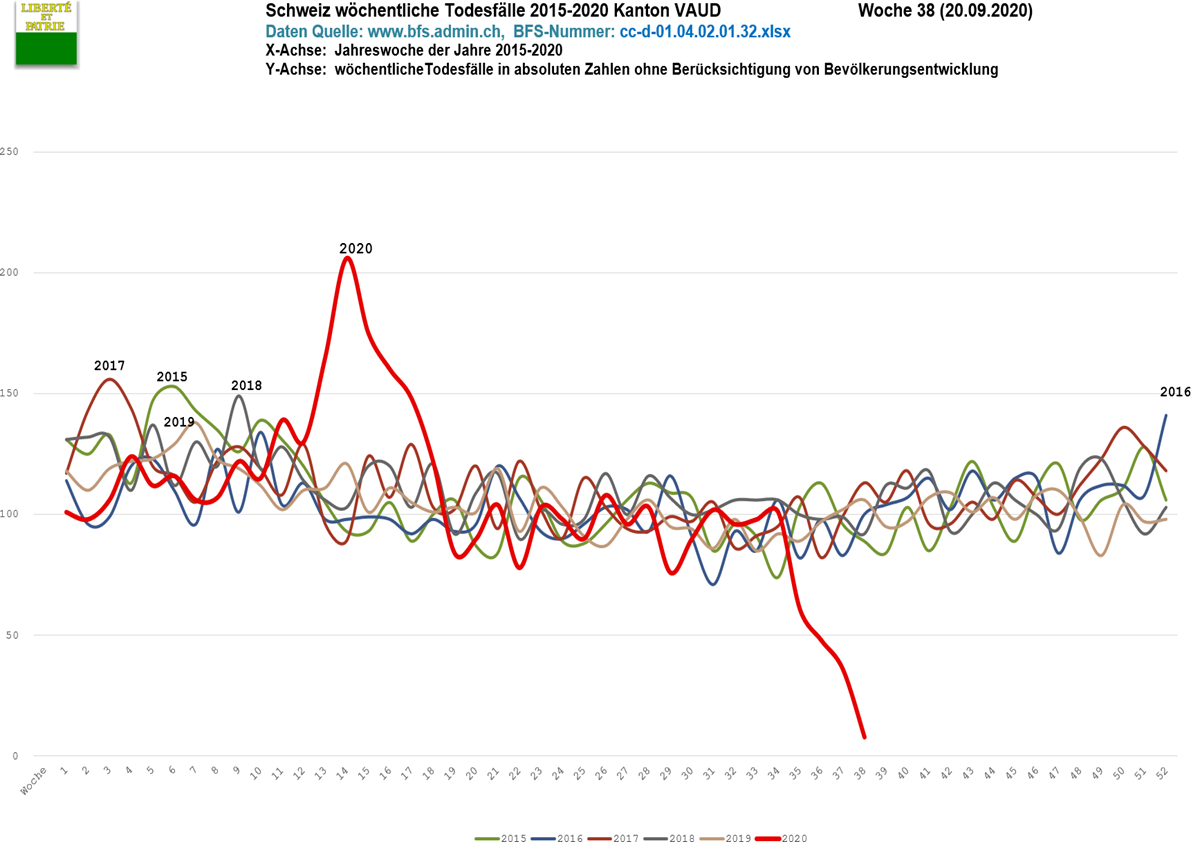 LIBERTÉ
ET
PATRIE
Schweiz wöchentliche Todesfälle 2015-2020 Kanton VAUD Woche 38 (20.09.2020)
Daten Quelle: www.bfs.admin.ch, BFS-Nummer: cc-d-01.04.02.01.32.xlsx
X-Achse: Jahreswoche der Jahre 2015-2020
Y-Achse: wöchentlicheTodesfälle in absoluten Zahlen ohne Berücksichtigung von Bevölkerungsentwicklung
250
200
150
100
50
0
2020
2017
2015
2018
2019
2016
Woche 1 2 3 4 5 6 7 8 9 10 11 12 13 14 15 16 17 18 19 20 21 22 23 24 25 26 27 28 29 30 31 32 33 34 35 36 37 38 39 40 41 42 43 44 45 46 47 48 49 50 51 52
2015 2016 2017 2018 2019 2020